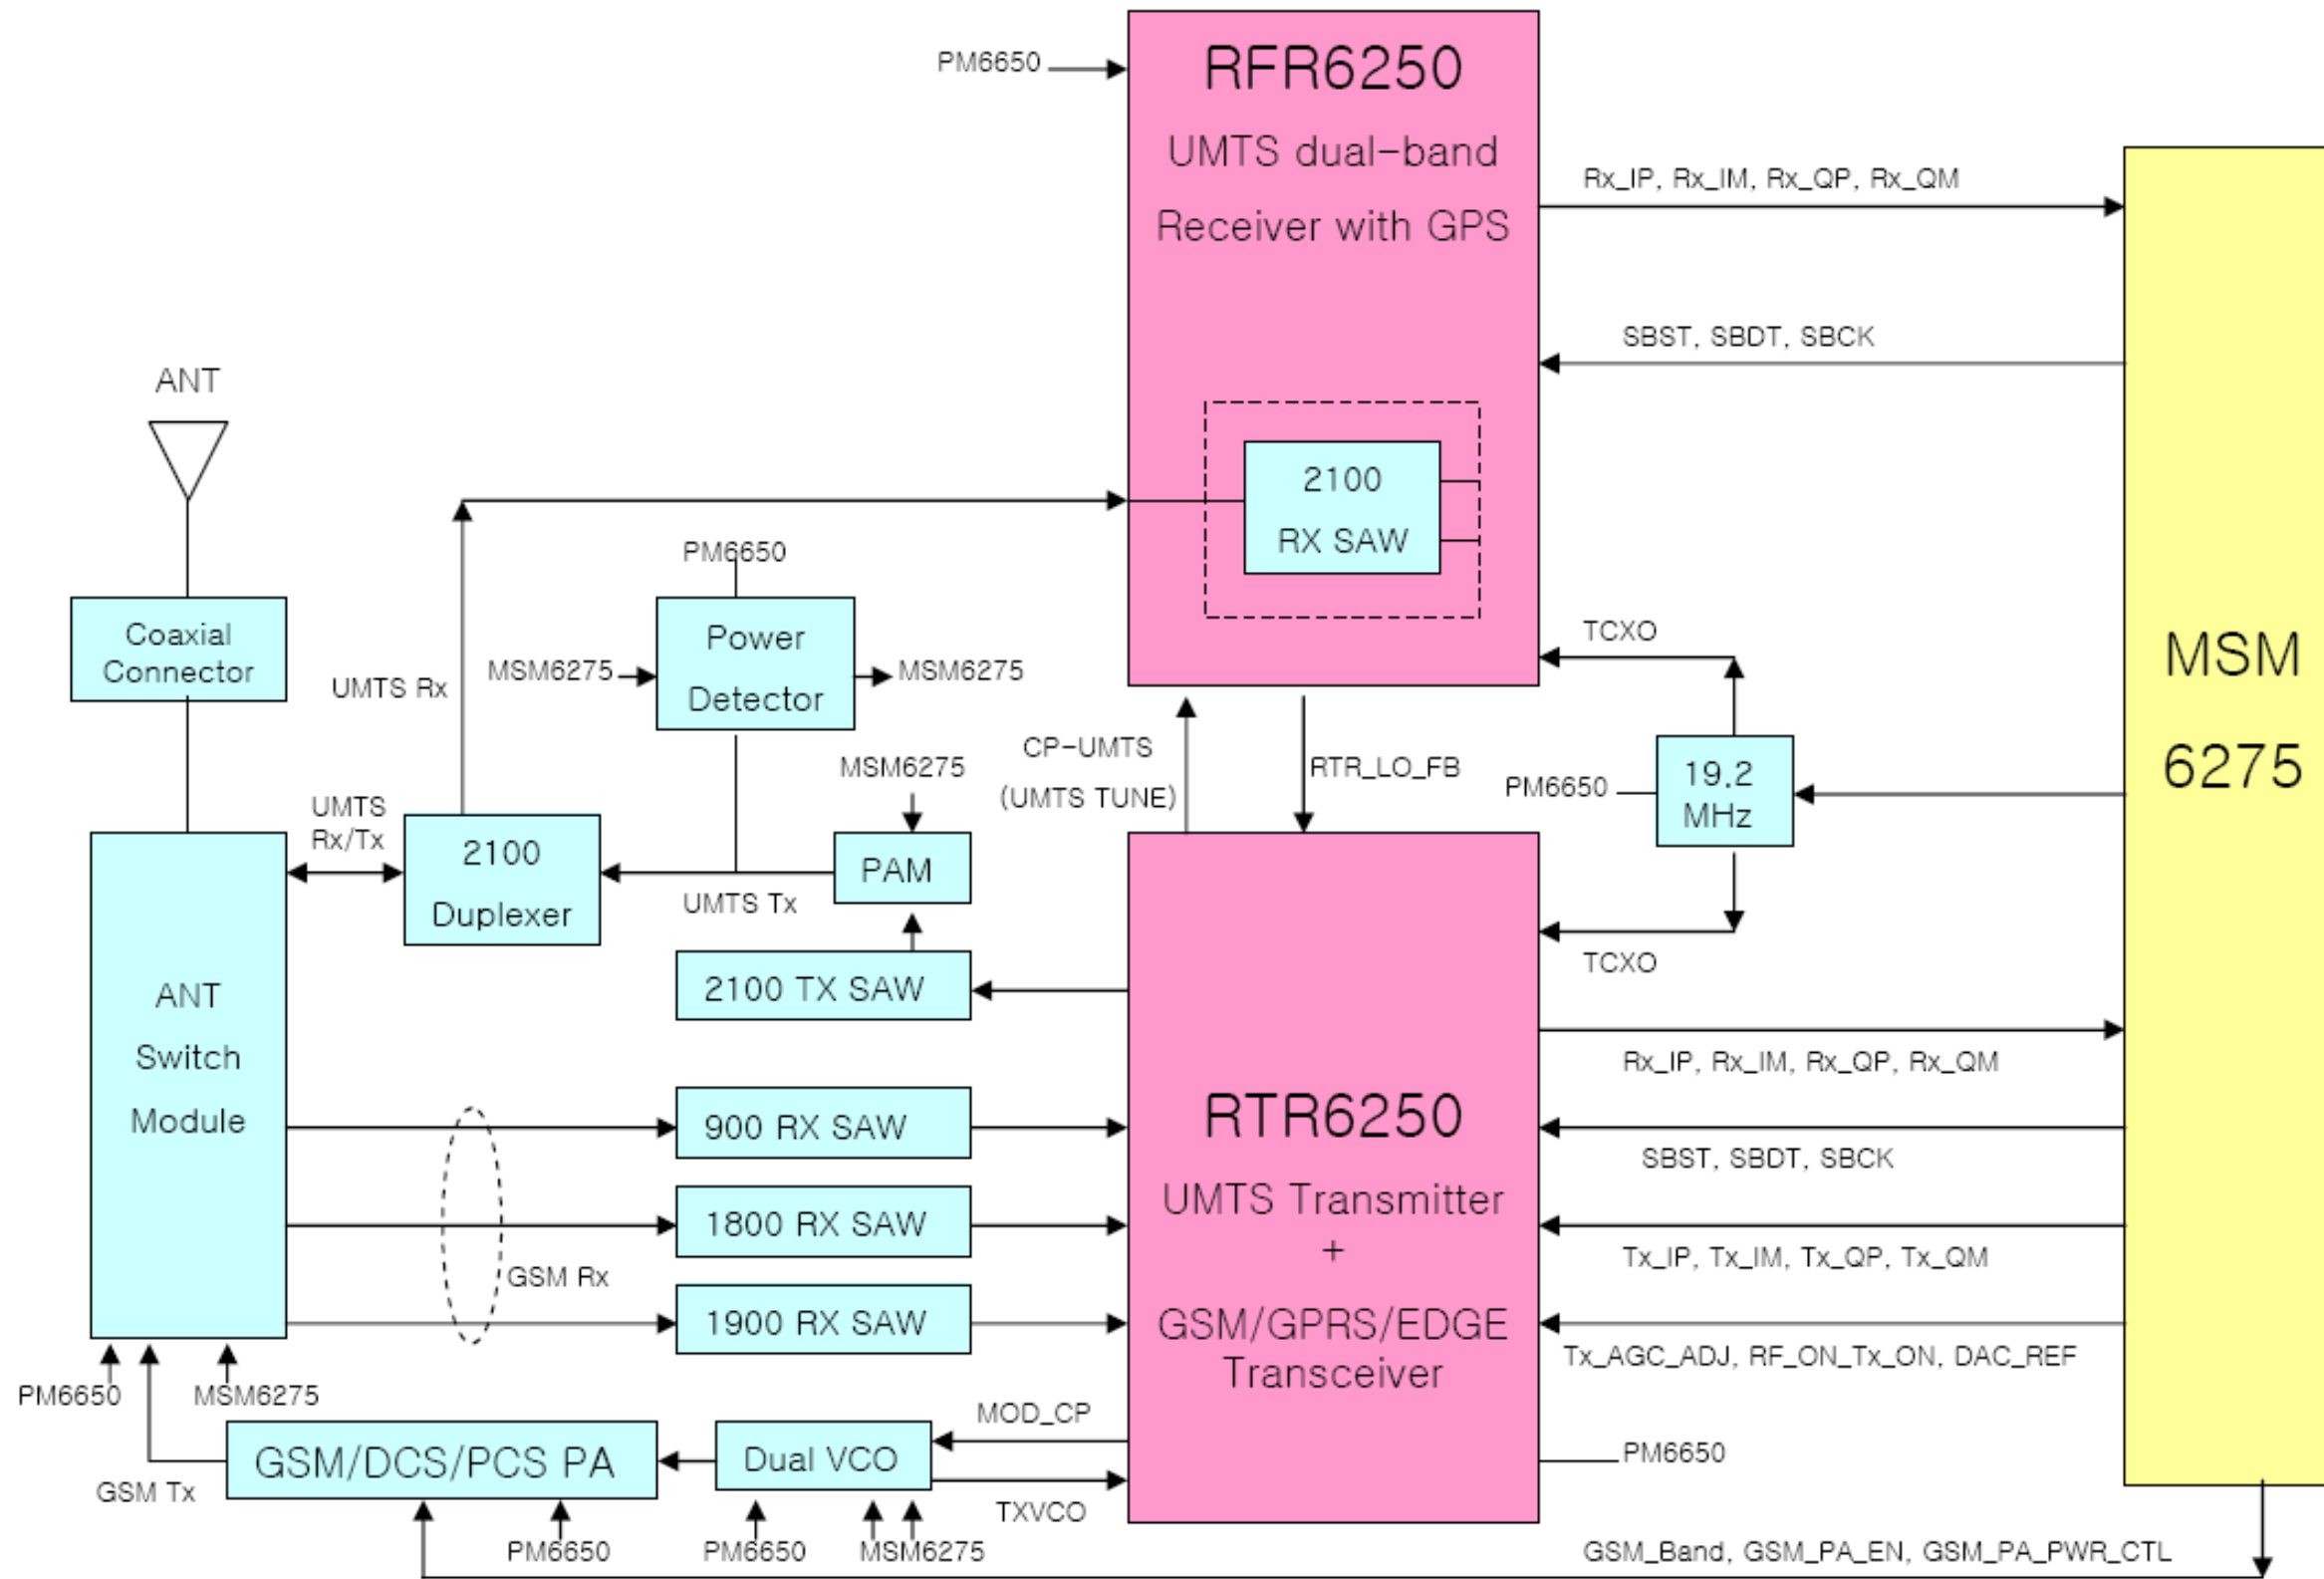 PM6650
RFR6250
UMTS dual-band
Receiver with GPS
Rx_IP, Rx_IM, Rx_QP, Rx_QM
SBST, SBDT, SBCK
2100
RX SAW
ANT
Coaxial
Connector
UMTS Rx
PM6650
MSM6275
Power
Detector
MSM6275
TCXO
MSM
6275
CP-UMTS
(UMTS TUNE)
RTR_LO_FB
PM6650
19.2
MHz
TCXO
UMTS
Rx/Tx
2100
Duplexer
MSM6275
PAM
UMTS Tx
2100 TX SAW
ANT
Switch
Module
900 RX SAW
1800 RX SAW
1900 RX SAW
GSM Rx
RTR6250
UMTS Transmitter
+
GSM/GPRS/EDGE
Transceiver
Rx_IP, Rx_IM, Rx_QP, Rx_QM
SBST, SBDT, SBCK
Tx_IP, Tx_IM, Tx_QP, Tx_QM
Tx_AGC_ADJ, RF_ON_Tx_ON, DAC_REF
PM6650
PM6650
MSM6275
GSM Tx
GSM/DCS/PCS PA
Dual VCO
MOD_CP
TXVCO
PM6650
PM6650
MSM6275
GSM_Band, GSM_PA_EN, GSM_PA_PWR_CTL